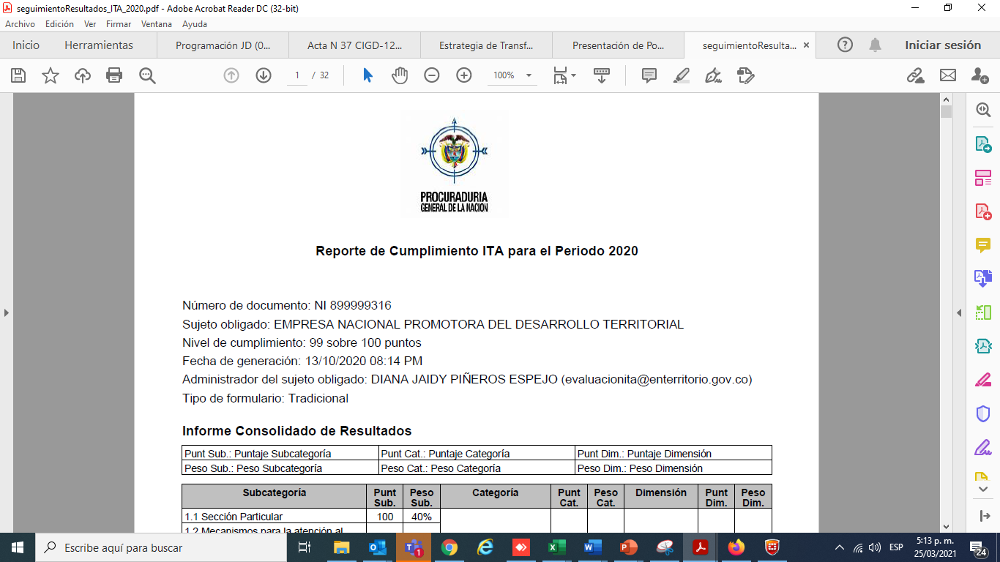 seguimientoResultados_ITA_2020.pdf - Adobe Acrobat Reader DC (32-bit)
Archivo Edición Ver Firmar Ventana Ayuda
Inicio Herramientas Programación JD (0... Acta N 37 CIGD-12... Estrategia de Transf... Presentación de Po... seguimientoResulta... Iniciar sesión
1 / 32 100%
PROCURADURIA
GENERAL DE LA NACIÓN
Reporte de Cumplimiento ITA para el Periodo 2020
Número de documento: NI 899999316
Sujeto obligado: EMPRESA NACIONAL PROMOTORA DEL DESARROLLO TERRITORIAL
Nivel de cumplimiento: 99 sobre 100 puntos
Fecha de generación: 13/10/2020 08:14 PM
Administrador del sujeto obligado: DIANA JAIDY PIÑEROS ESPEJO (evaluacionita@enterritorio.gov.co)
Tipo de formulario: Tradicional
Informe Consolidado de Resultados
Punt Sub.: Puntaje Subcategoría Punt Cat.: Puntaje Categoría Punt Dim.: Puntaje Dimensión
Peso Sub.: Peso Subcategoría Peso Cat.: Peso Categoría Peso Dim.: Peso Dimensión
Subcategoría Punt Sub. Peso Sub. Categoría Punt Cat. Peso Cat. Dimensión Punt Dim. Peso Dim.
1.1 Sección Particular 100 40%
1.2 Mecanismos para la atención al
Escribe aquí para buscar 1 ESP 5:13 p. m.
25/03/2021 24